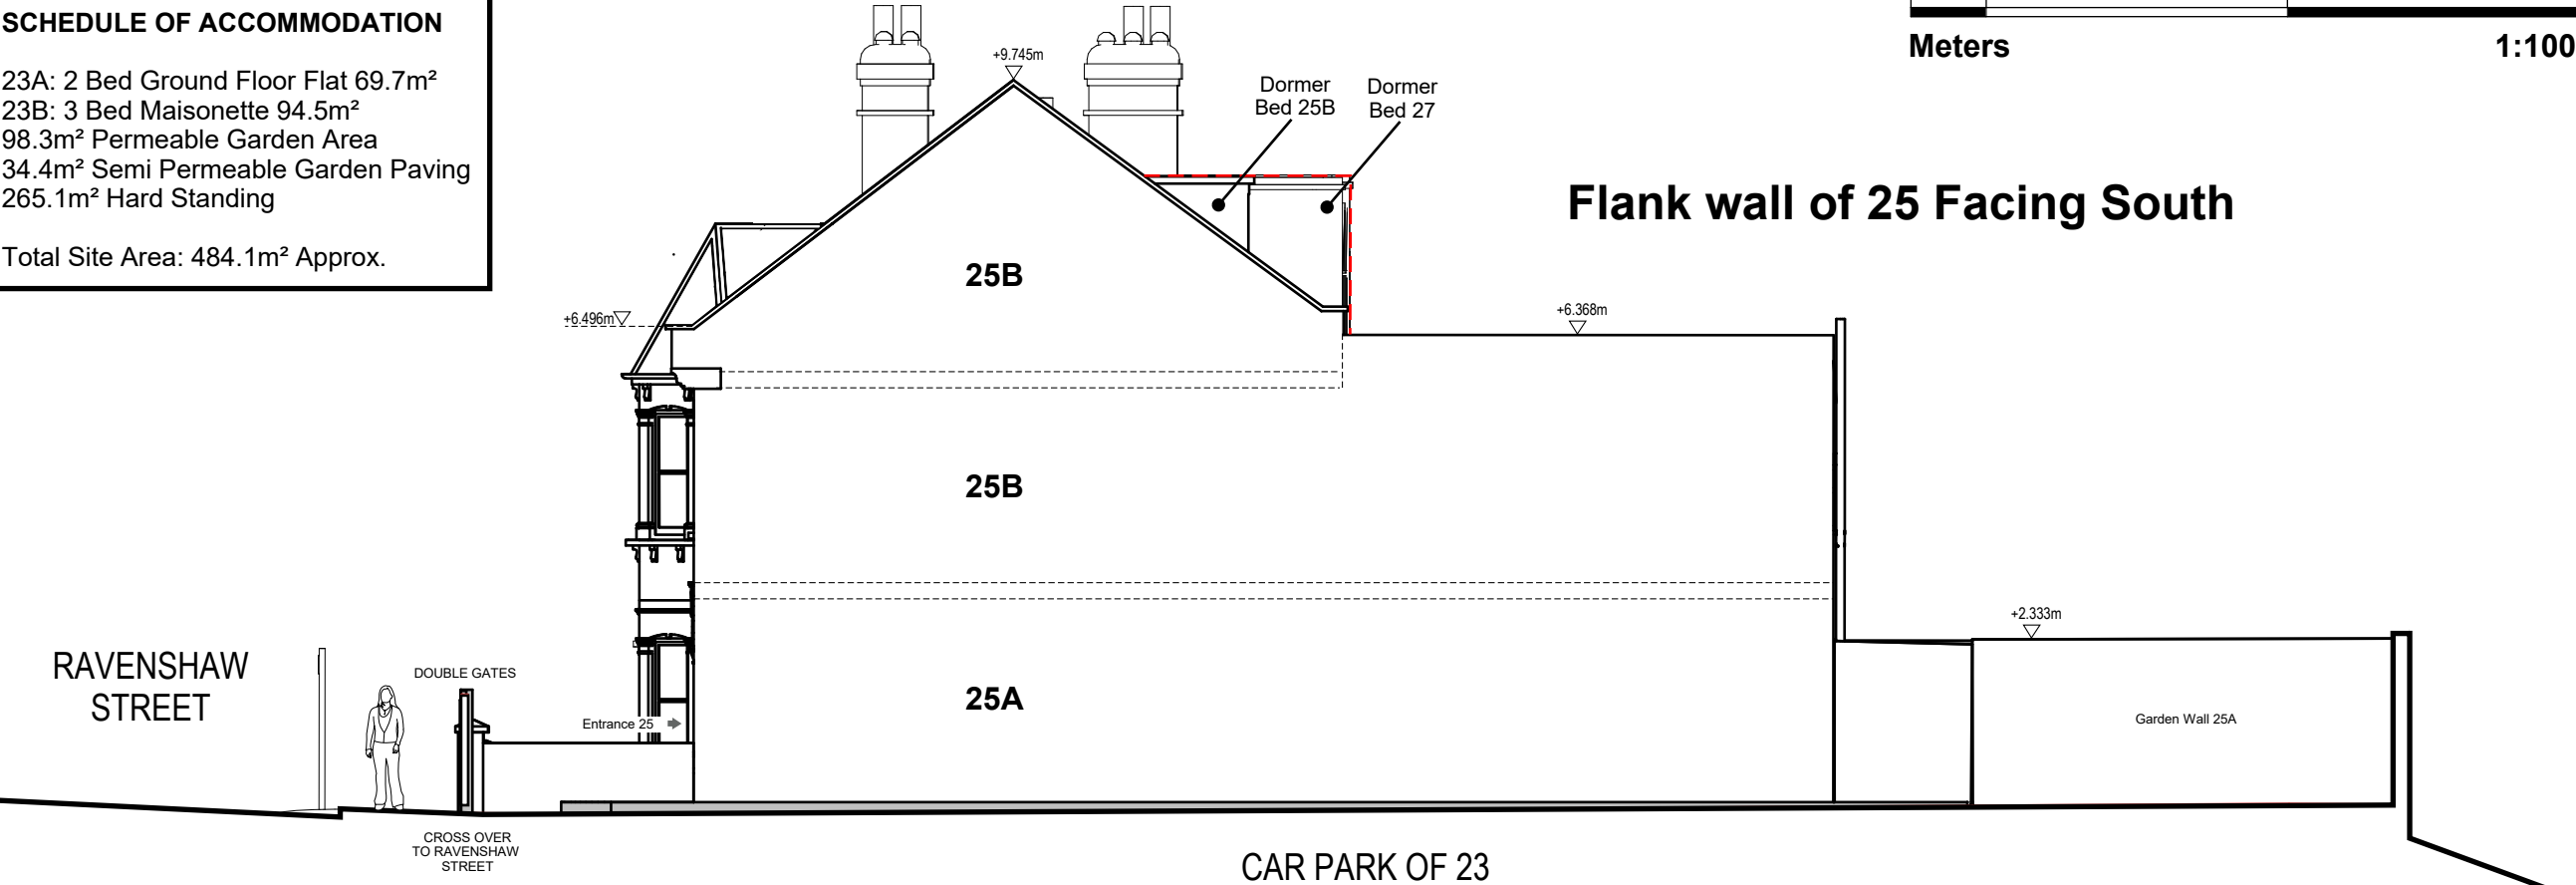 SCHEDULE OF ACCOMMODATION
23A: 2 Bed Ground Floor Flat 69.7m²
23B: 3 Bed Maisonette 94.5m²
98.3m² Permeable Garden Area
34.4m² Semi Permeable Garden Paving
265.1m² Hard Standing
Total Site Area: 484.1m² Approx.
Meters
1:100
+9.745m
Dormer
Bed 25B
Dormer
Bed 27
Flank wall of 25 Facing South
25B
+6.496m
+6.368m
25B
+2.333m
RAVENSHAW
STREET
DOUBLE GATES
Entrance 25
25A
Garden Wall 25A
CROSS OVER
TO RAVENSHAW
STREET
CAR PARK OF 23